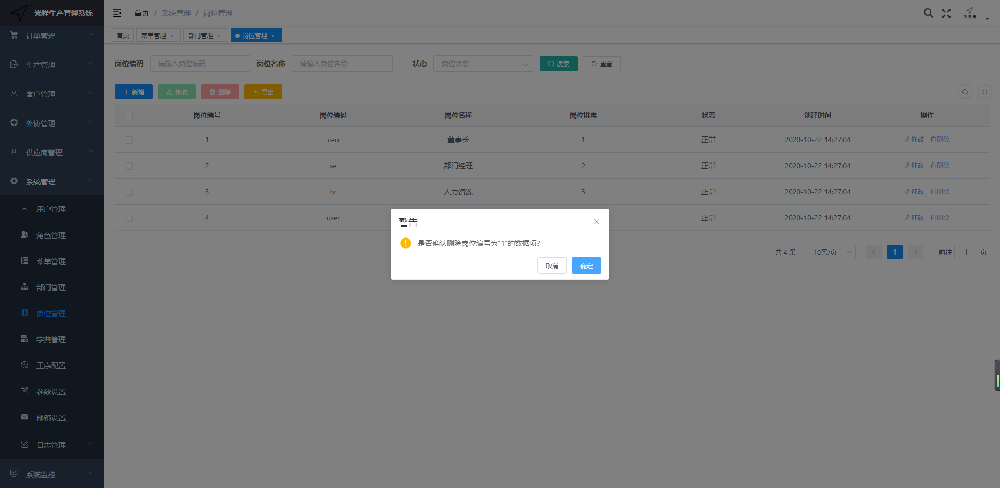 光程生产管理系统
首页 / 系统管理 / 岗位管理
首页
菜单管理 ×
部门管理 ×
岗位管理 ×
订单管理
生产管理
客户管理
外协管理
供应商管理
系统管理
用户管理
角色管理
菜单管理
部门管理
岗位管理
字典管理
工序配置
参数设置
邮箱设置
日志管理
系统监控
岗位编码 请输入岗位编码 岗位名称 请输入岗位名称 状态 岗位状态 搜索 重置
新增 修改 删除 导出
岗位编号 岗位编码 岗位名称 岗位排序 状态 创建时间 操作
1 ceo 董事长 1 正常 2020-10-22 14:27:04 修改 删除
2 se 部门经理 2 正常 2020-10-22 14:27:04 修改 删除
3 hr 人力资源 3 正常 2020-10-22 14:27:04 修改 删除
4 user 正常 2020-10-22 14:27:04 修改 删除
共 4 条 10条/页 1 前往 1 页
警告
是否确认删除岗位编号为"1"的数据项?
取消 确定